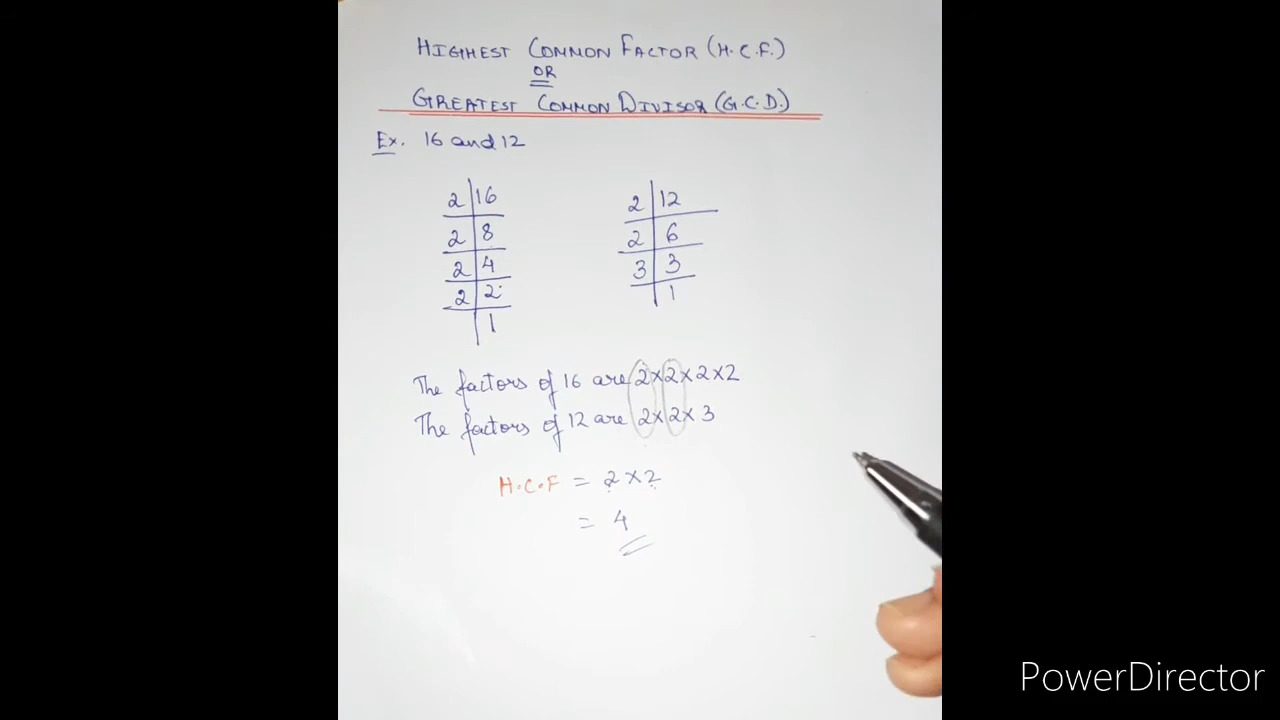 HIGHEST COMMON FACTOR (H.C.F.)
OR
GREATEST COMMON DIVISOR (G.C.D.)
Ex. 16 and 12
2 | 16
2 | 8
2 | 4
2 | 2
1
2 | 12
2 | 6
3 | 3
1
The factors of 16 are 2×2×2×2
The factors of 12 are 2×2×3
H.C.F = 2×2
= 4
PowerDirector